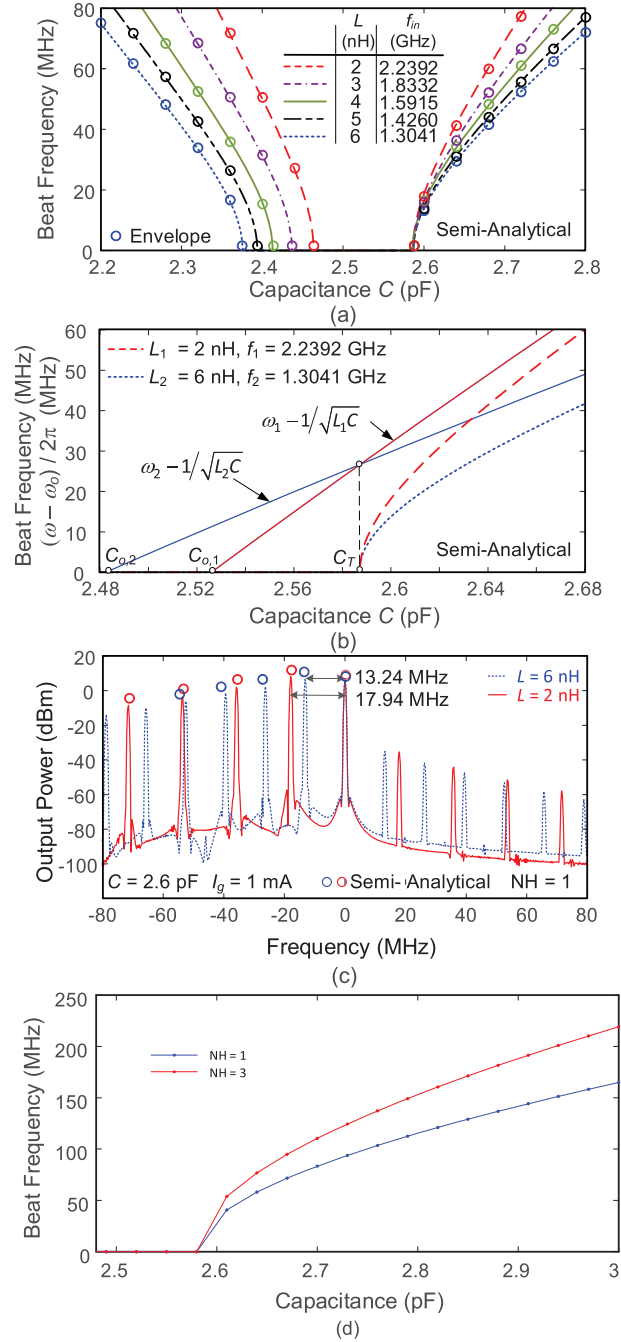 80
60
40
20
0
Beat Frequency (MHz)
L f_in
(nH) (GHz)
2 2.2392
3 1.8332
4 1.5915
5 1.4260
6 1.3041
Envelope
Semi-Analytical
2.2 2.3 2.4 2.5 2.6 2.7 2.8
Capacitance C (pF)
(a)
60
50
40
30
20
10
0
Beat Frequency (MHz)
(ω − ω_o) / 2π (MHz)
L_1 = 2 nH, f_1 = 2.2392 GHz
L_2 = 6 nH, f_2 = 1.3041 GHz
ω_1 − 1/√L_1C
ω_2 − 1/√L_2C
C_o,2 C_o,1 C_T
Semi-Analytical
2.48 2.52 2.56 2.6 2.64 2.68
Capacitance C (pF)
(b)
20
0
-20
-40
-60
-80
-100
Output Power (dBm)
13.24 MHz
17.94 MHz
L = 6 nH
L = 2 nH
C = 2.6 pF I_g = 1 mA Semi-Analytical NH = 1
-80 -60 -40 -20 0 20 40 60 80
Frequency (MHz)
(c)
250
200
150
100
50
0
Beat Frequency (MHz)
NH = 1
NH = 3
2.5 2.6 2.7 2.8 2.9 3
Capacitance (pF)
(d)